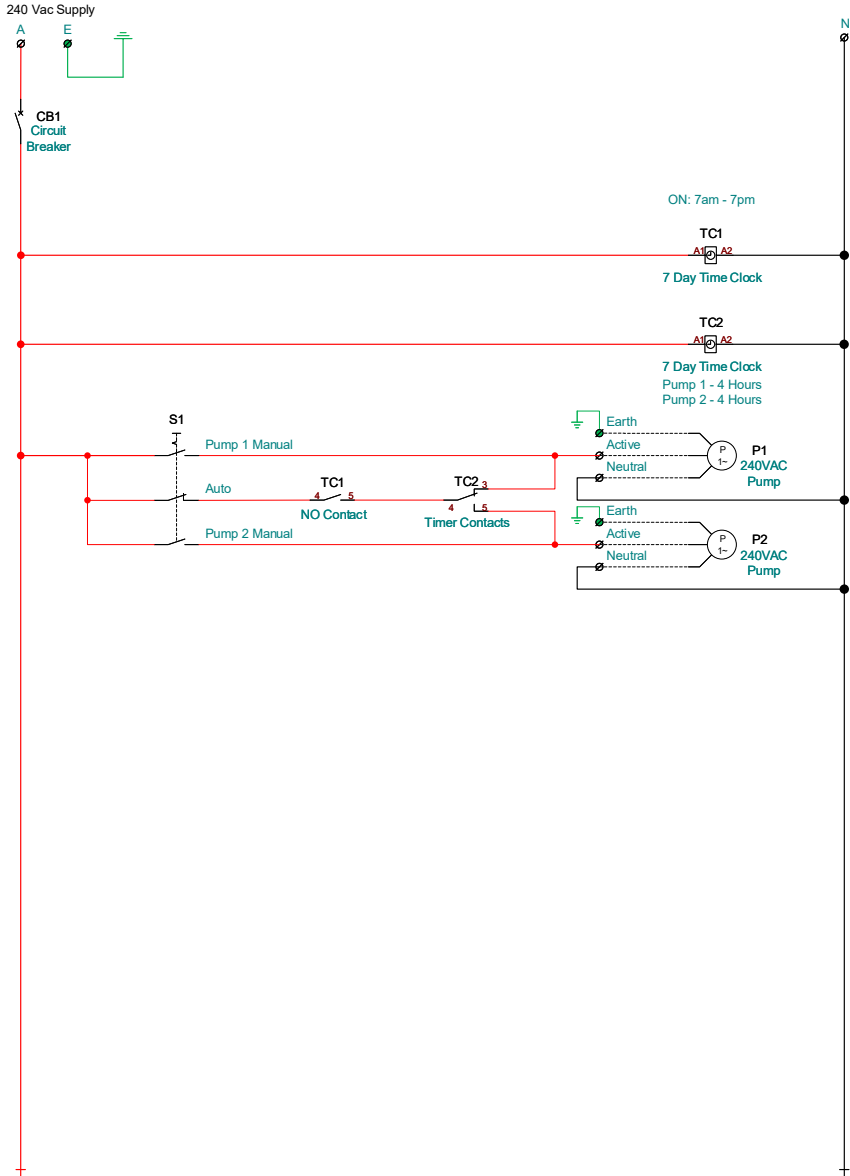 240 Vac Supply
A
E
N
CB1
Circuit
Breaker
ON: 7am - 7pm
TC1
A1 A2
7 Day Time Clock
TC2
A1 A2
7 Day Time Clock
Pump 1 - 4 Hours
Pump 2 - 4 Hours
S1
Pump 1 Manual
Auto
Pump 2 Manual
TC1
4 5
NO Contact
TC2
3
4 5
Timer Contacts
Earth
Active
Neutral
P
1~
P1
240VAC
Pump
Earth
Active
Neutral
P
1~
P2
240VAC
Pump